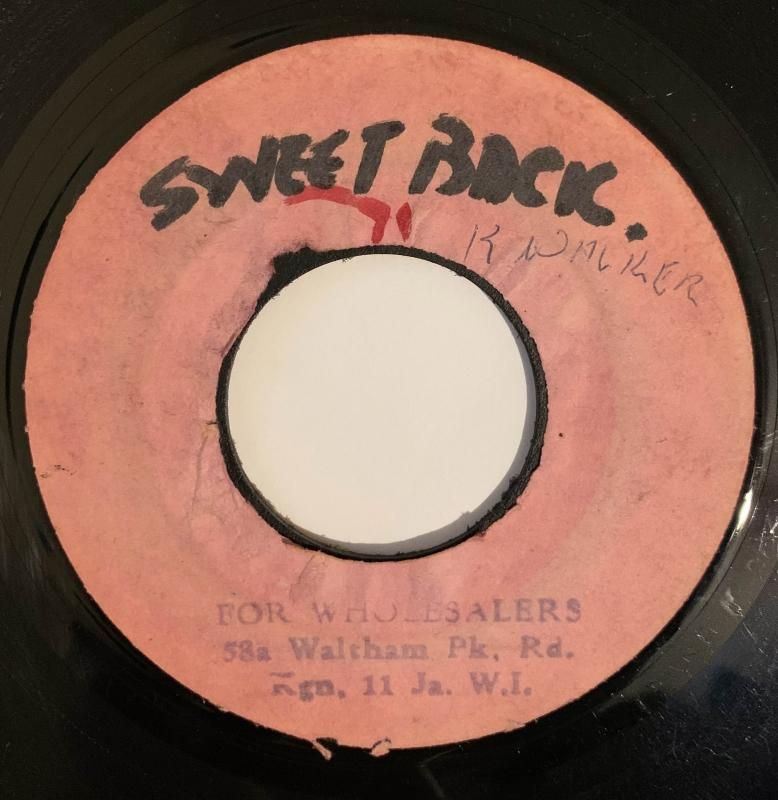 SWEET BACK.
K WALKER
FOR WHOLESALERS
58a Waltham Pk. Rd.
Kgn. 11 Ja. W.I.